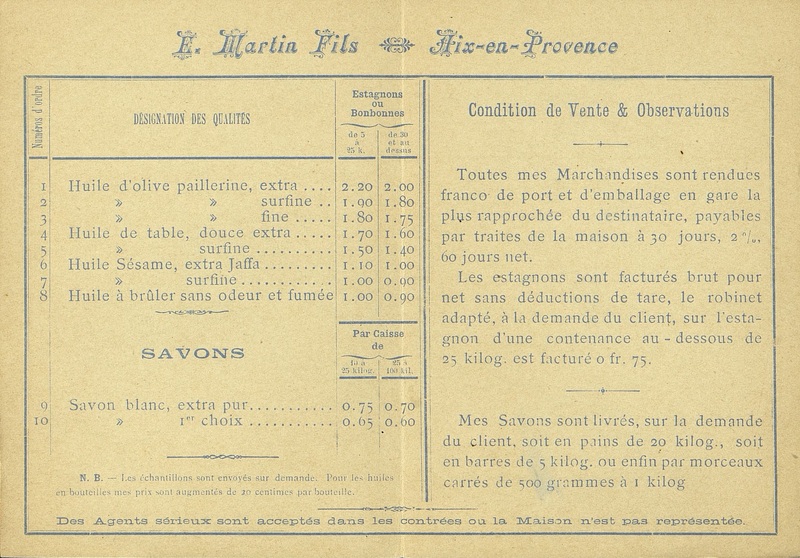 E. Martin Fils Aix-en-Provence
Numéros d'ordre
DÉSIGNATION DES QUALITÉS
Estagnons
ou
Bonbonnes
de 5
à
25 k.
de 30
et au
dessus
1 Huile d'olive paillerine, extra .... 2.20 2.00
2 » » surfine .. 1.90 1.80
3 » » fine ..... 1.80 1.75
4 Huile de table, douce extra ..... 1.70 1.60
5 » surfine .......... 1.50 1.40
6 Huile Sésame, extra Jaffa ......... 1.10 1.00
7 » surfine ........... 1.00 0.90
8 Huile à brûler sans odeur et fumée 1.00 0.90
SAVONS
Par Caisse
de
10 à
25 kilog.
25 à
100 kil.
9 Savon blanc, extra pur........... 0.75 0.70
10 » 1er choix ........... 0.65 0.60
N. B. — Les échantillons sont envoyés sur demande. Pour les huiles
en bouteilles mes prix sont augmentés de 20 centimes par bouteille.
Condition de Vente & Observations
Toutes mes Marchandises sont rendues
franco de port et d'emballage en gare la
plus rapprochée du destinataire, payables
par traites de la maison à 30 jours, 2 %,
60 jours net.
Les estagnons sont facturés brut pour
net sans déductions de tare, le robinet
adapté, à la demande du client, sur l'esta-
gnon d'une contenance au-dessous de
25 kilog. est facturé 0 fr. 75.
Mes Savons sont livrés, sur la demande
du client, soit en pains de 20 kilog., soit
en barres de 5 kilog. ou enfin par morceaux
carrés de 500 grammes à 1 kilog
Des Agents sérieux sont acceptés dans les contrées ou la Maison n'est pas représentée.